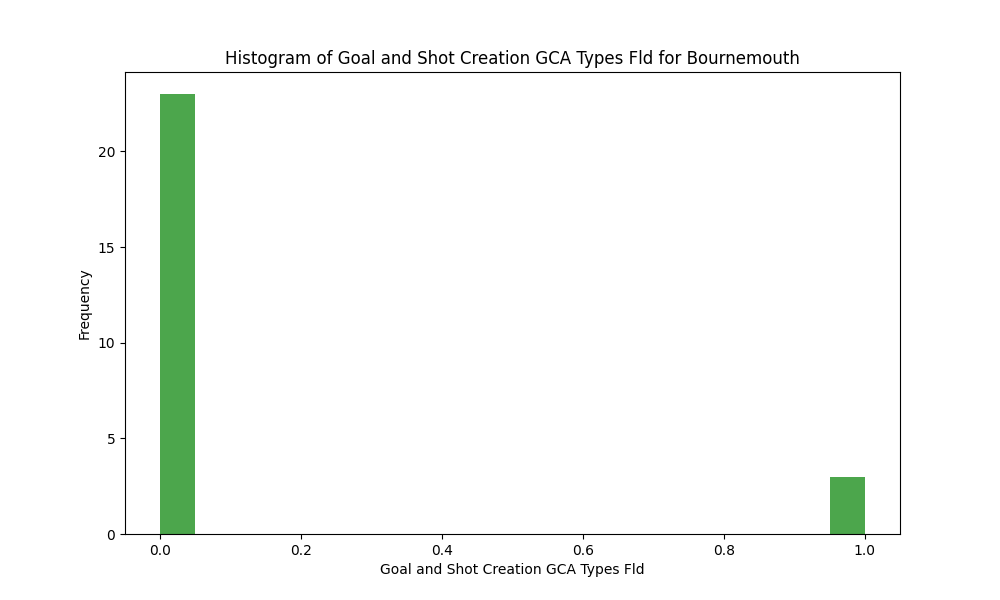 Histogram of Goal and Shot Creation GCA Types Fld for Bournemouth
Frequency
20
15
10
5
0
0.0 0.2 0.4 0.6 0.8 1.0
Goal and Shot Creation GCA Types Fld